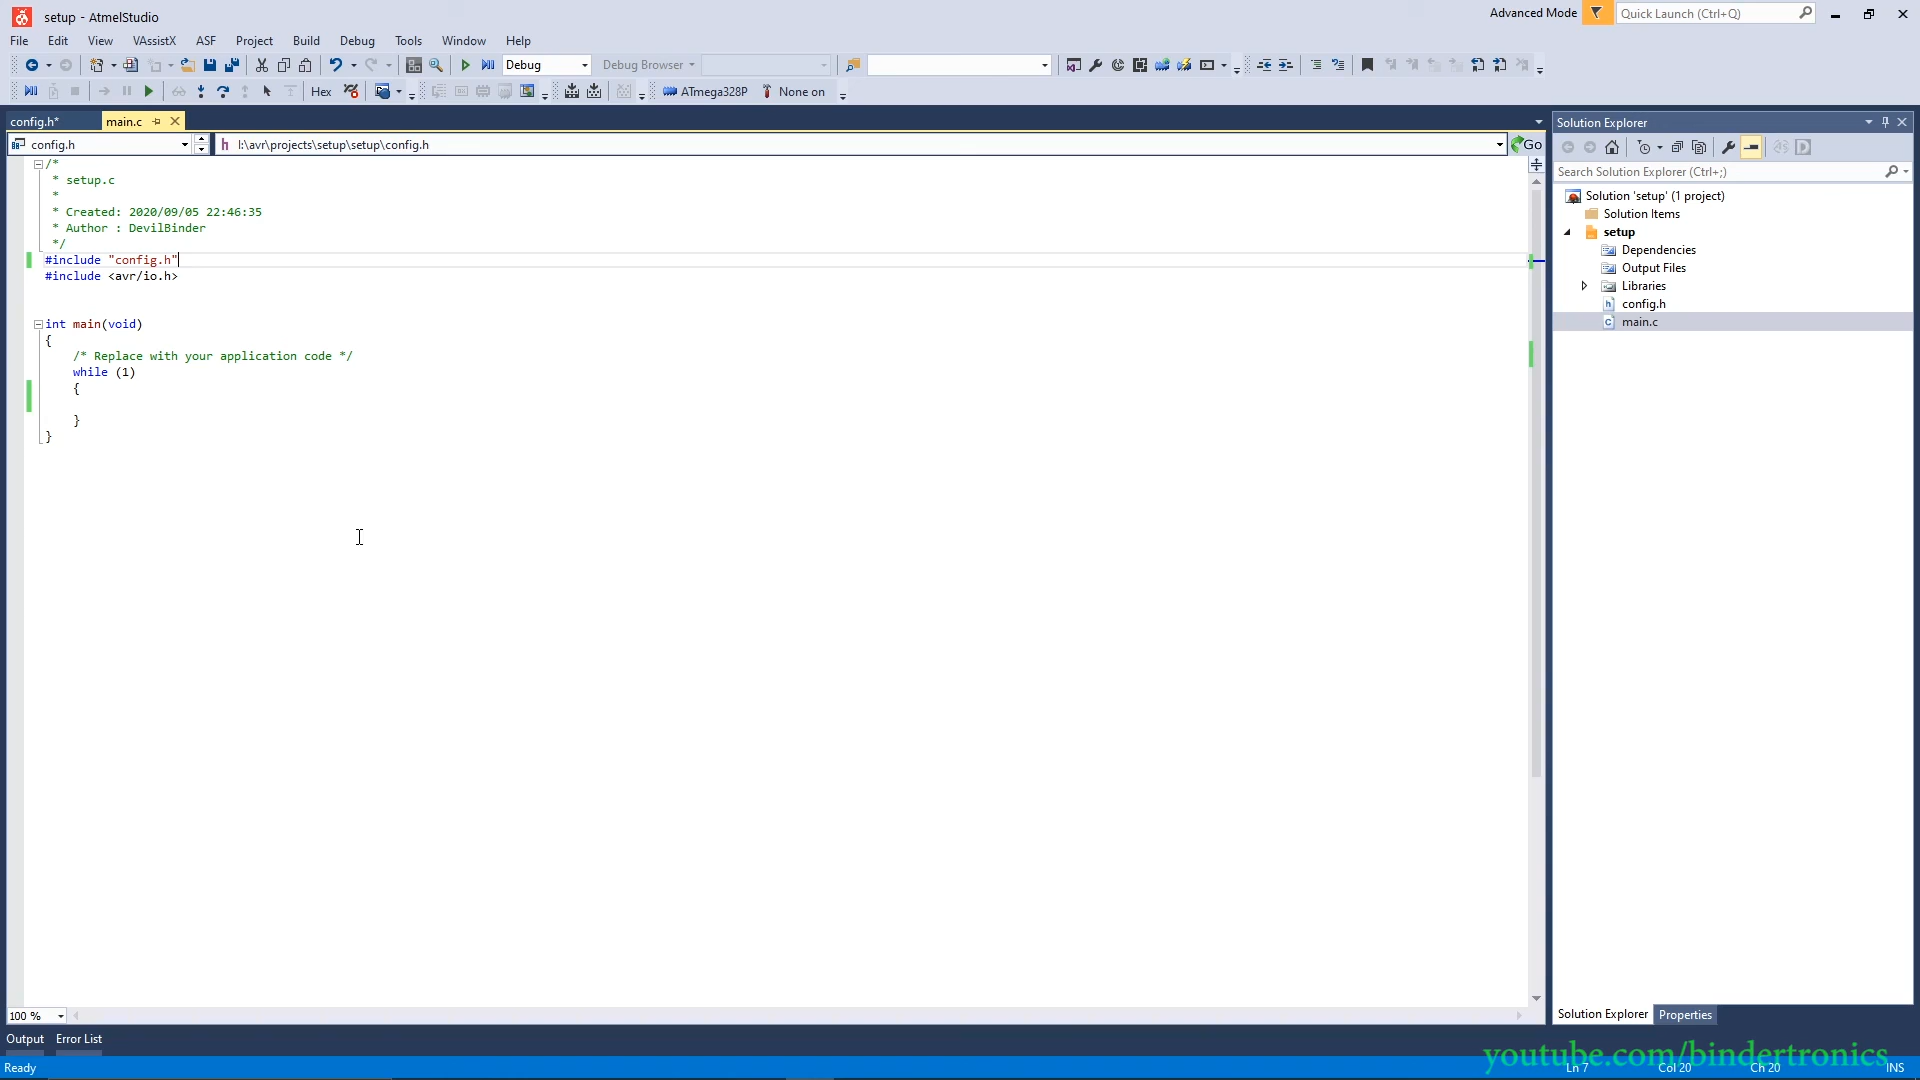 setup - AtmelStudio
Advanced Mode
Quick Launch (Ctrl+Q)
File Edit View VAssistX ASF Project Build Debug Tools Window Help
Debug
Debug Browser
Hex
ATmega328P
None on
config.h*
main.c
config.h
h I:\avr\projects\setup\setup\config.h
Go
/*
* setup.c
*
* Created: 2020/09/05 22:46:35
* Author : DevilBinder
*/
#include "config.h"
#include <avr/io.h>
int main(void)
{
/* Replace with your application code */
while (1)
{
}
}
Solution Explorer
Search Solution Explorer (Ctrl+;)
Solution 'setup' (1 project)
Solution Items
setup
Dependencies
Output Files
Libraries
config.h
main.c
100 %
Solution Explorer
Properties
Output
Error List
youtube.com/bindertronics
Ready
Ln 7
Col 20
Ch 20
INS